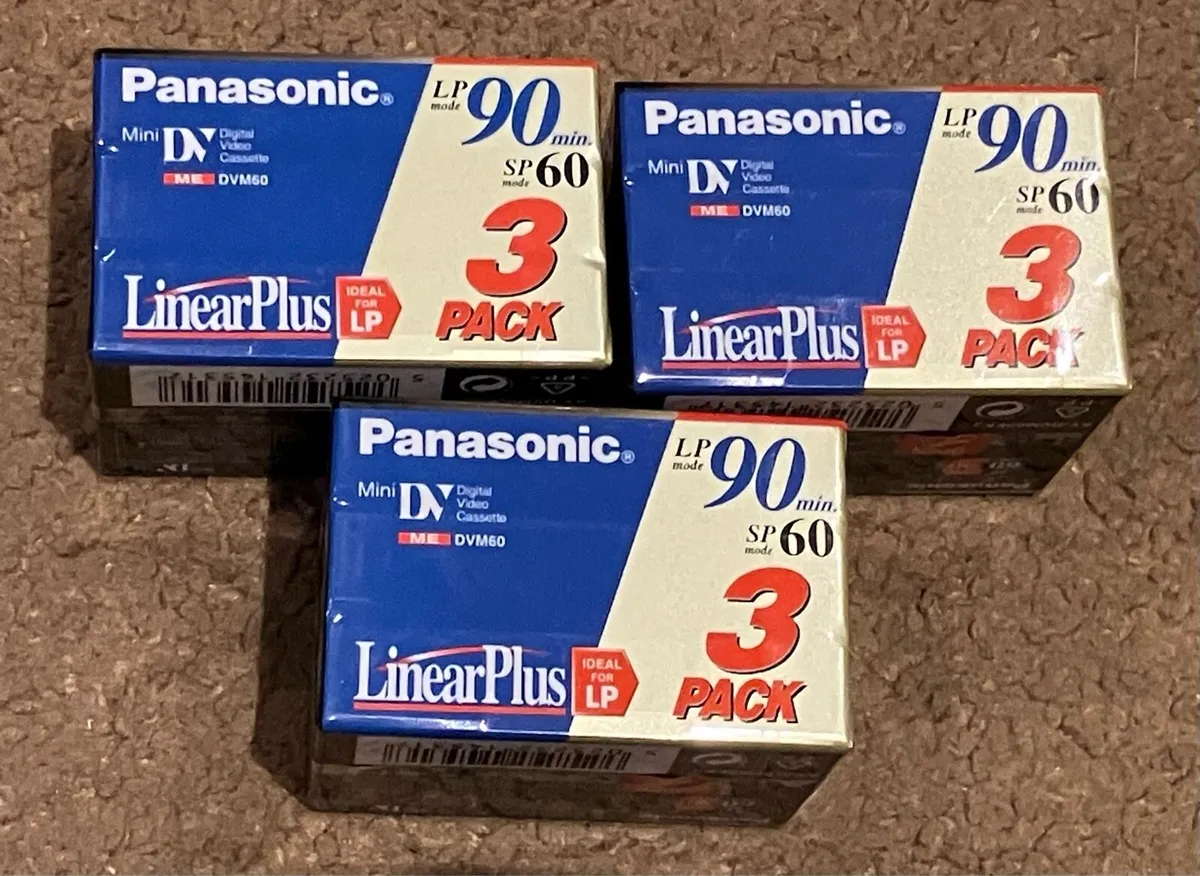 Panasonic®
Mini DV Digital Video Cassette
ME DVM60
LP mode 90 min.
SP mode 60
3
PACK
LinearPlus
IDEAL FOR LP
Panasonic®
Mini DV Digital Video Cassette
ME DVM60
LP mode 90 min.
SP mode 60
3
PACK
LinearPlus
IDEAL FOR LP
Panasonic®
Mini DV Digital Video Cassette
ME DVM60
LP mode 90 min.
SP mode 60
3
PACK
LinearPlus
IDEAL FOR LP